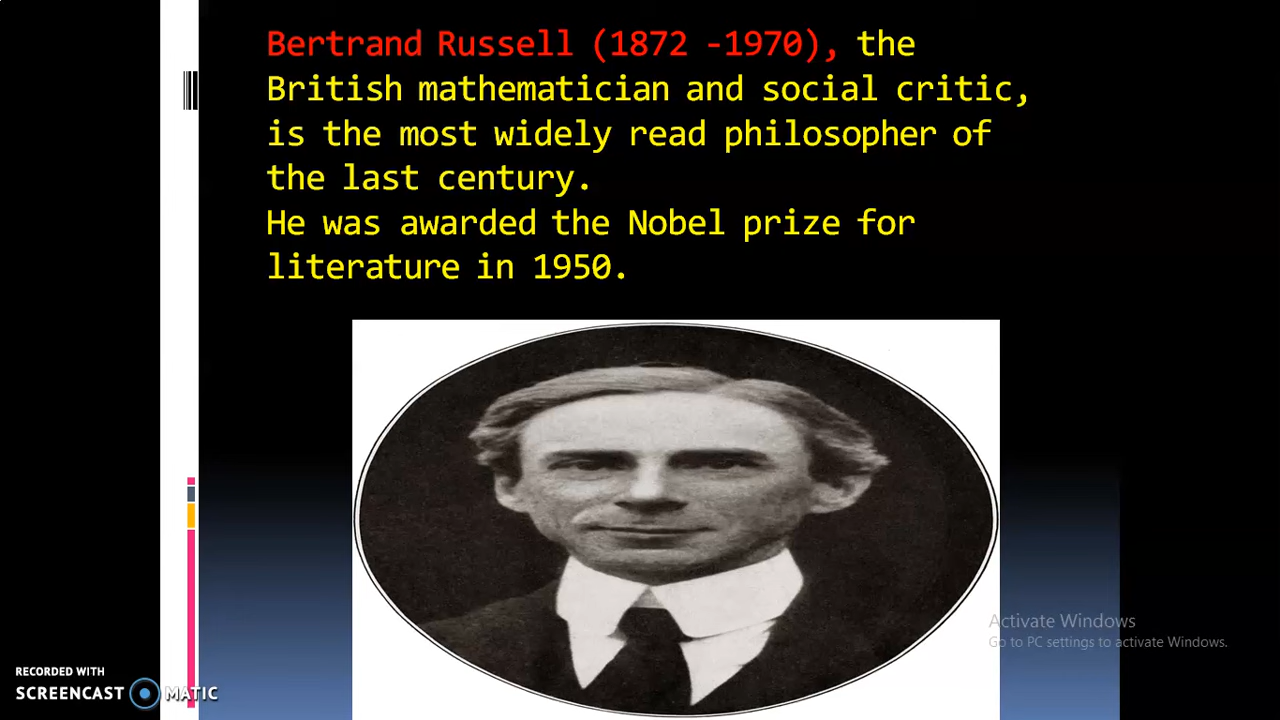 Bertrand Russell (1872 -1970), the
British mathematician and social critic,
is the most widely read philosopher of
the last century.
He was awarded the Nobel prize for
literature in 1950.
Activate Windows
Go to PC settings to activate Windows.
RECORDED WITH
SCREENCAST MATIC